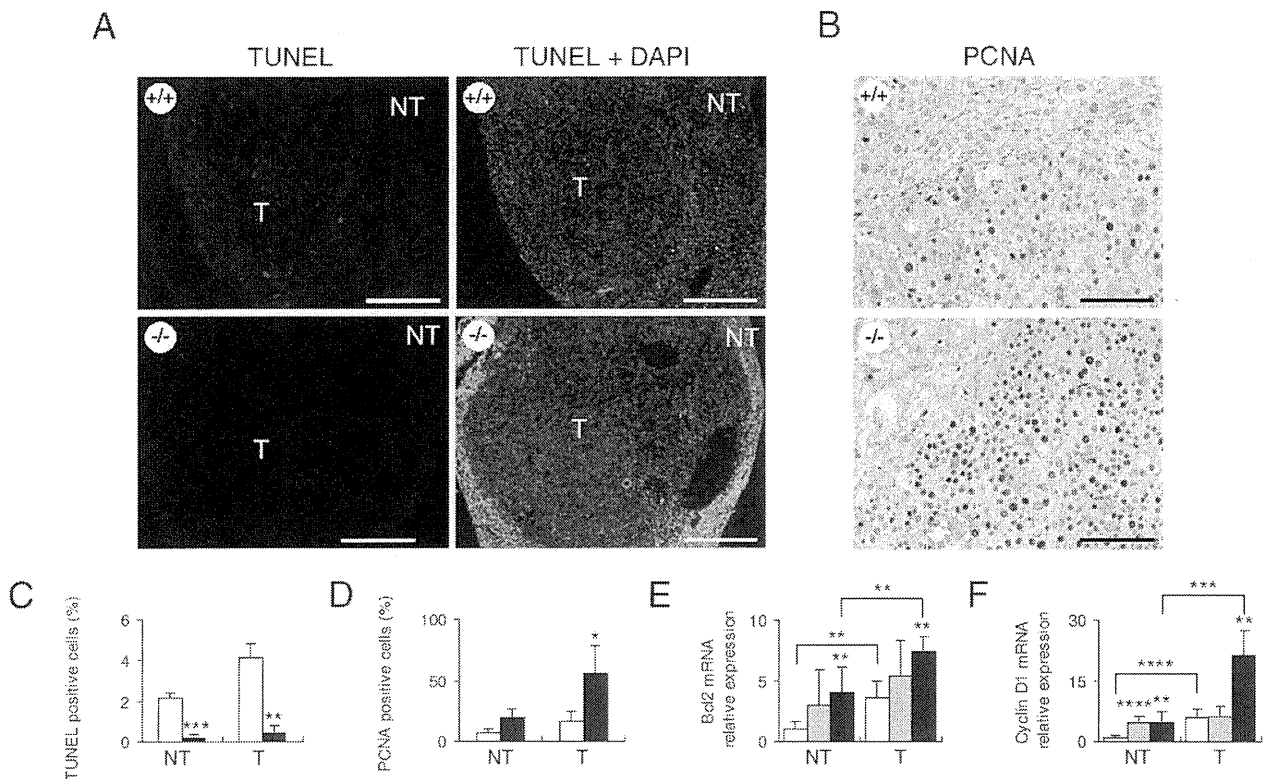 A
B
TUNEL
TUNEL + DAPI
PCNA
+/+
NT
T
+/+
NT
T
+/+
-/-
NT
T
-/-
NT
T
-/-
C
TUNEL positive cells (%)
6
4
2
0
***
**
NT
T
D
PCNA positive cells (%)
100
50
0
*
NT
T
E
Bcl2 mRNA
relative expression
10
5
0
**
**
**
**
NT
T
F
Cyclin D1 mRNA
relative expression
30
15
0
***
**
****
****
**
NT
T